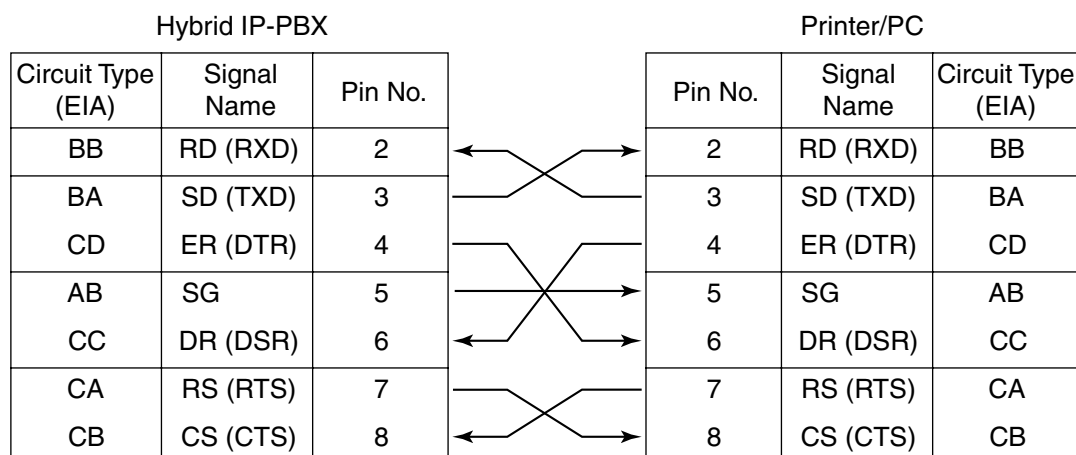 Hybrid IP-PBX Printer/PC
Circuit Type (EIA) Signal Name Pin No. Pin No. Signal Name Circuit Type (EIA)
BB RD (RXD) 2 2 RD (RXD) BB
BA SD (TXD) 3 3 SD (TXD) BA
CD ER (DTR) 4 4 ER (DTR) CD
AB SG 5 5 SG AB
CC DR (DSR) 6 6 DR (DSR) CC
CA RS (RTS) 7 7 RS (RTS) CA
CB CS (CTS) 8 8 CS (CTS) CB